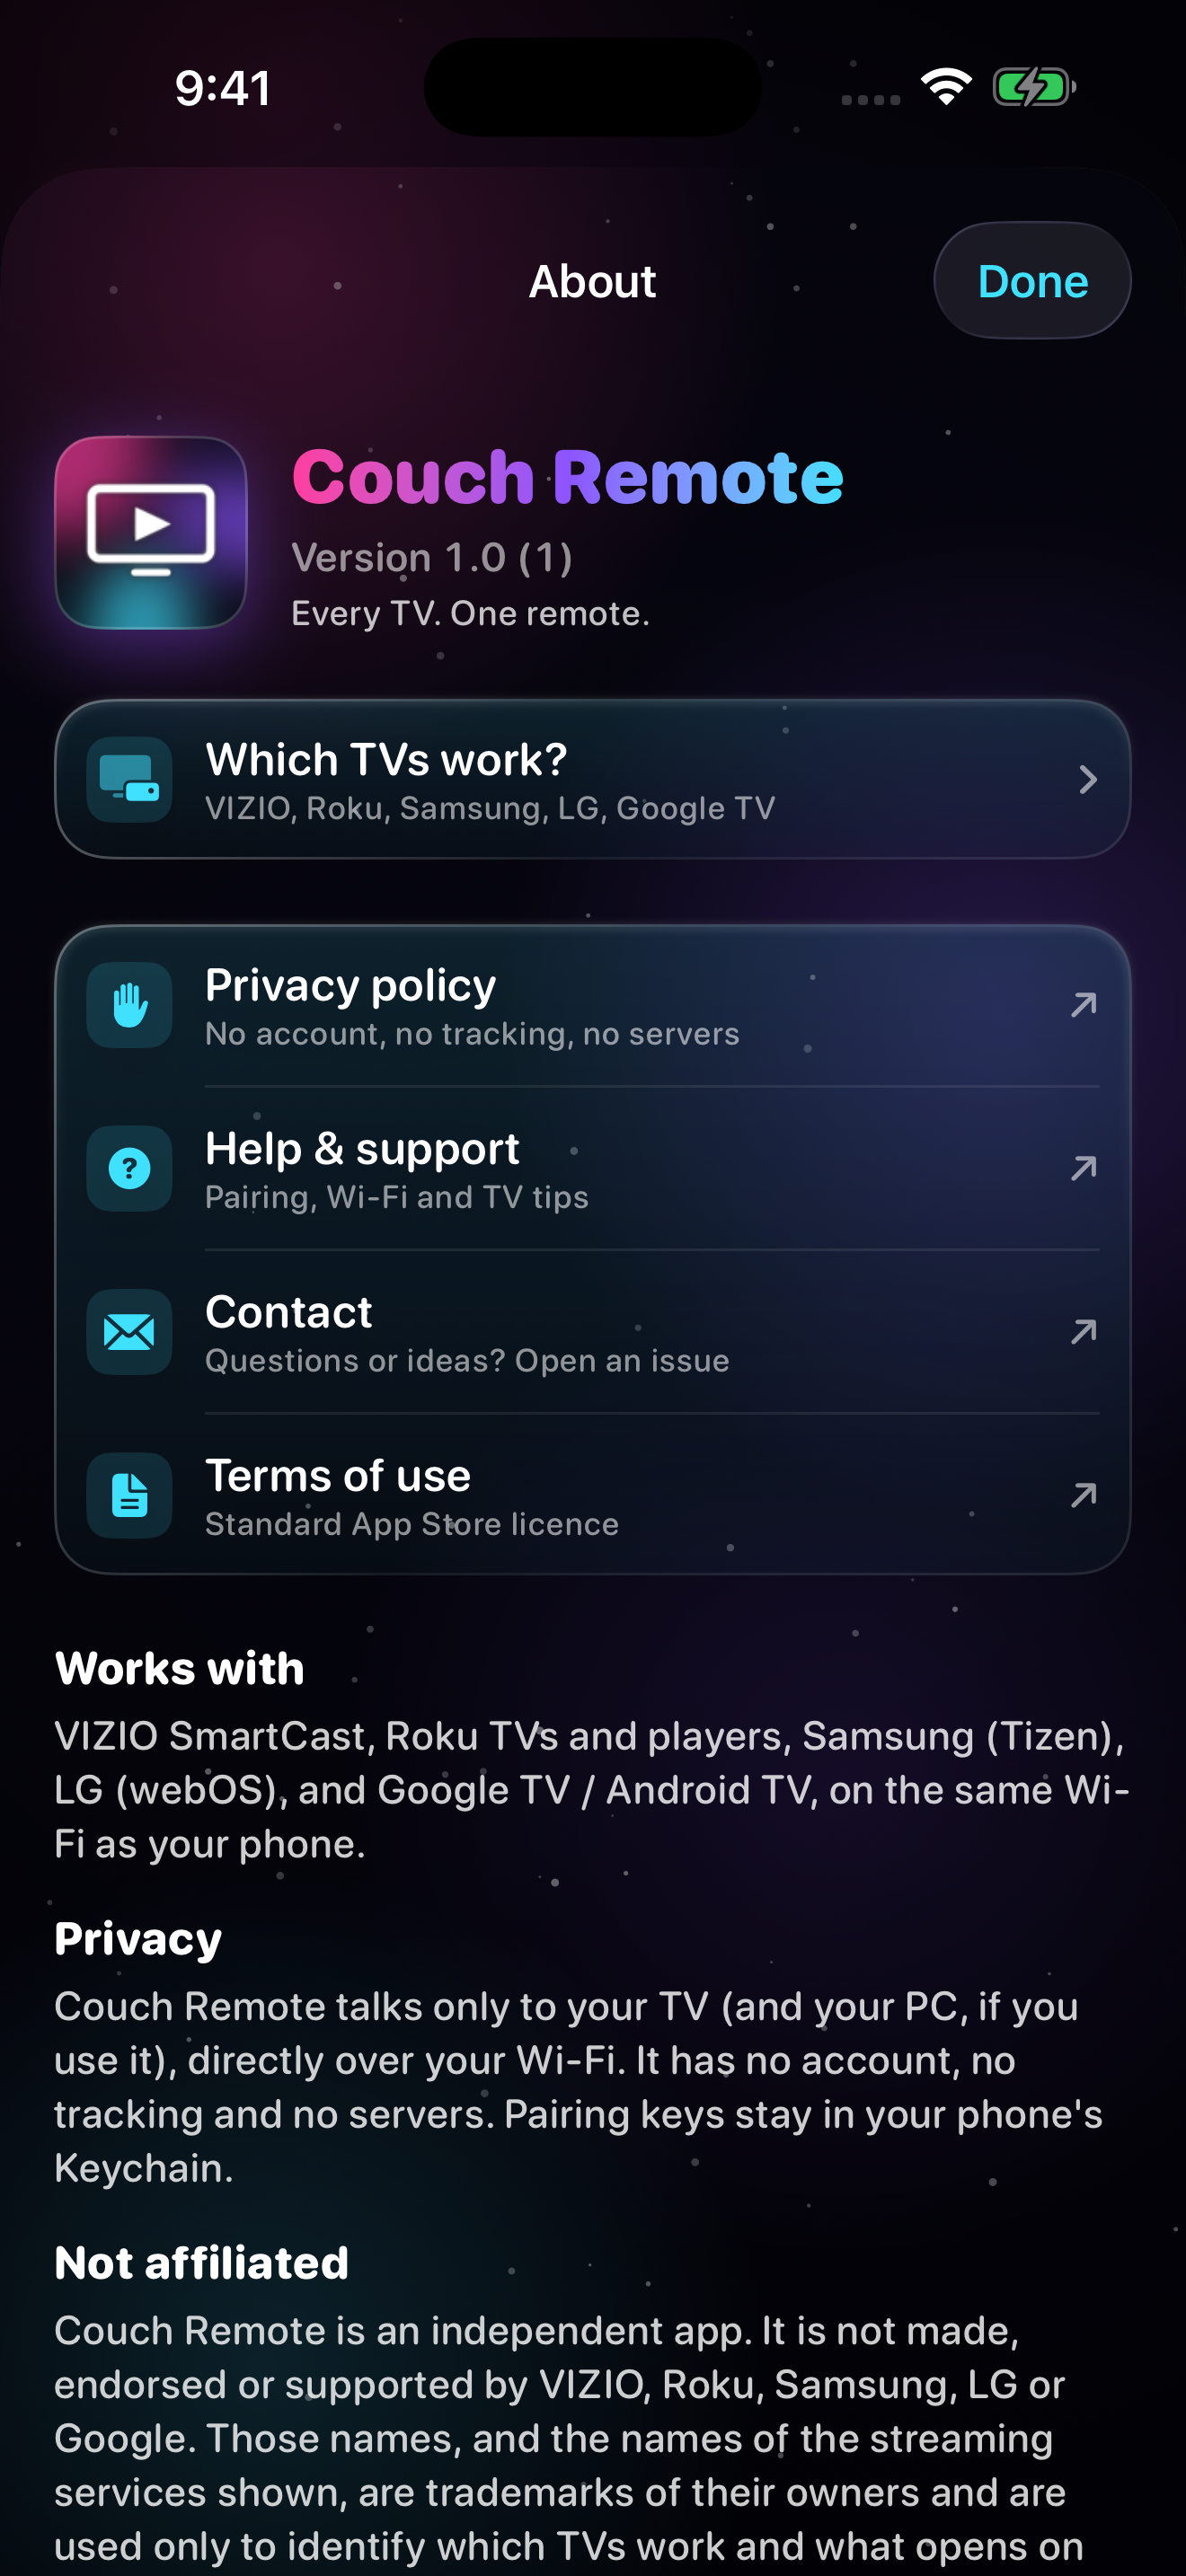 9:41
About
Done
Couch Remote
Version 1.0 (1)
Every TV. One remote.
Which TVs work?
VIZIO, Roku, Samsung, LG, Google TV
Privacy policy
No account, no tracking, no servers
Help & support
Pairing, Wi-Fi and TV tips
Contact
Questions or ideas? Open an issue
Terms of use
Standard App Store licence
Works with
VIZIO SmartCast, Roku TVs and players, Samsung (Tizen),
LG (webOS), and Google TV / Android TV, on the same Wi-
Fi as your phone.
Privacy
Couch Remote talks only to your TV (and your PC, if you
use it), directly over your Wi-Fi. It has no account, no
tracking and no servers. Pairing keys stay in your phone's
Keychain.
Not affiliated
Couch Remote is an independent app. It is not made,
endorsed or supported by VIZIO, Roku, Samsung, LG or
Google. Those names, and the names of the streaming
services shown, are trademarks of their owners and are
used only to identify which TVs work and what opens on